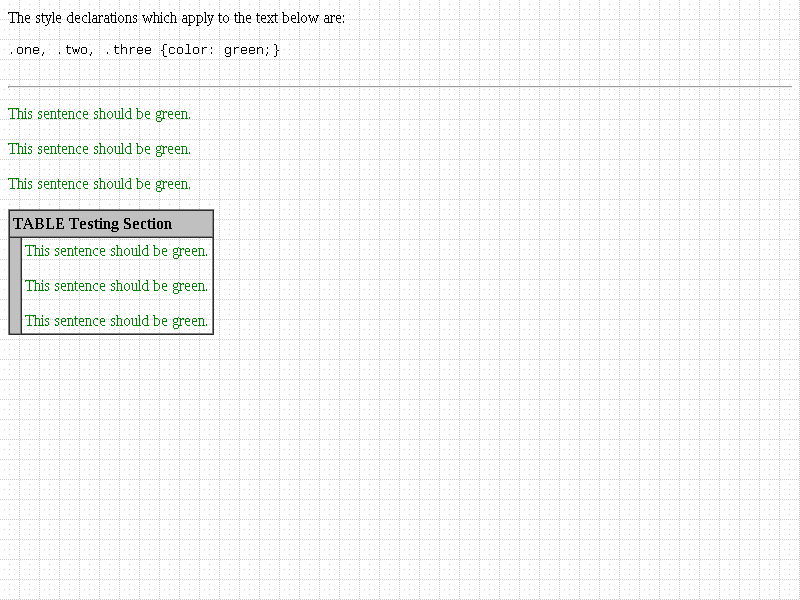 The style declarations which apply to the text below are:
.one, .two, .three {color: green;}
This sentence should be green.
This sentence should be green.
This sentence should be green.
TABLE Testing Section
This sentence should be green.
This sentence should be green.
This sentence should be green.